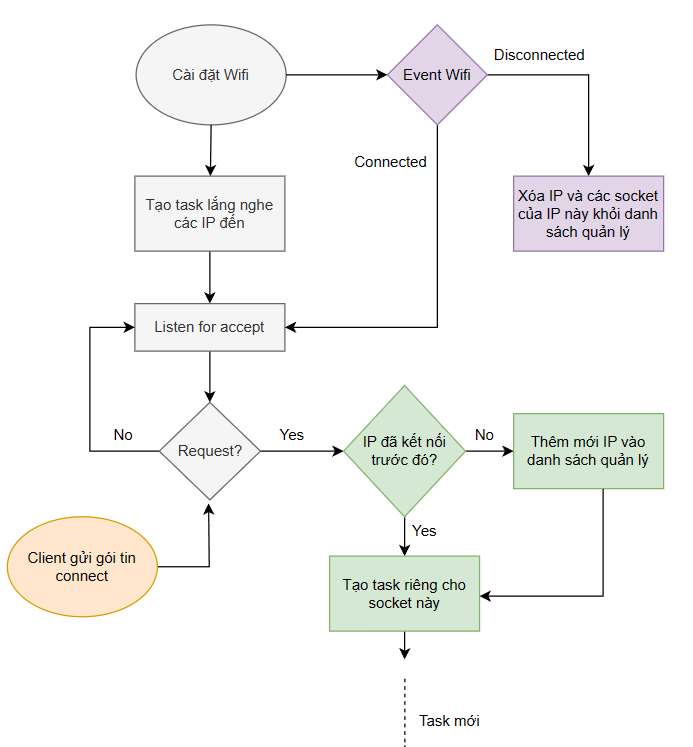 Cài đặt Wifi
Event Wifi
Disconnected
Connected
Tạo task lắng nghe
các IP đến
Xóa IP và các socket
của IP này khỏi danh
sách quản lý
Listen for accept
No
Request?
Yes
IP đã kết nối
trước đó?
No
Thêm mới IP vào
danh sách quản lý
Yes
Client gửi gói tin
connect
Tạo task riêng cho
socket này
Task mới